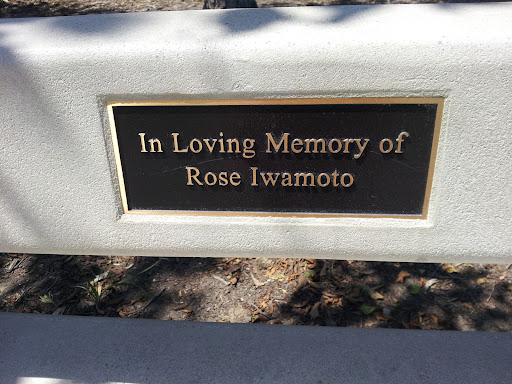 In Loving Memory of
Rose Iwamoto